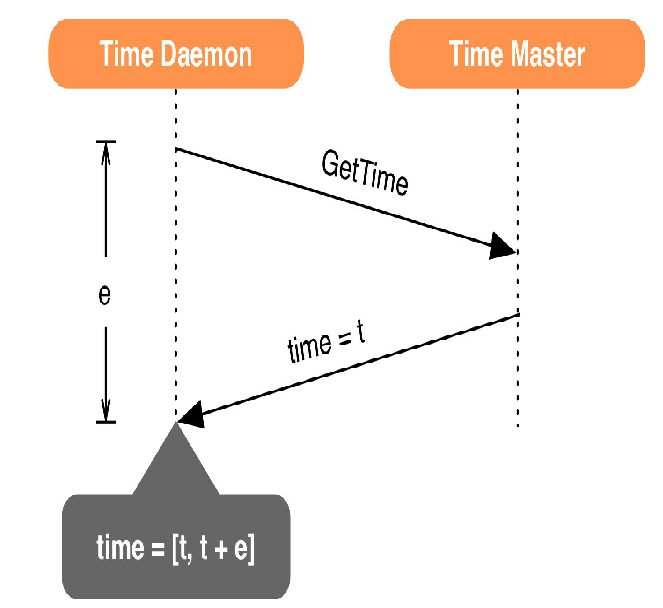 Time Daemon
Time Master
GetTime
e
time = t
time = [t, t + e]